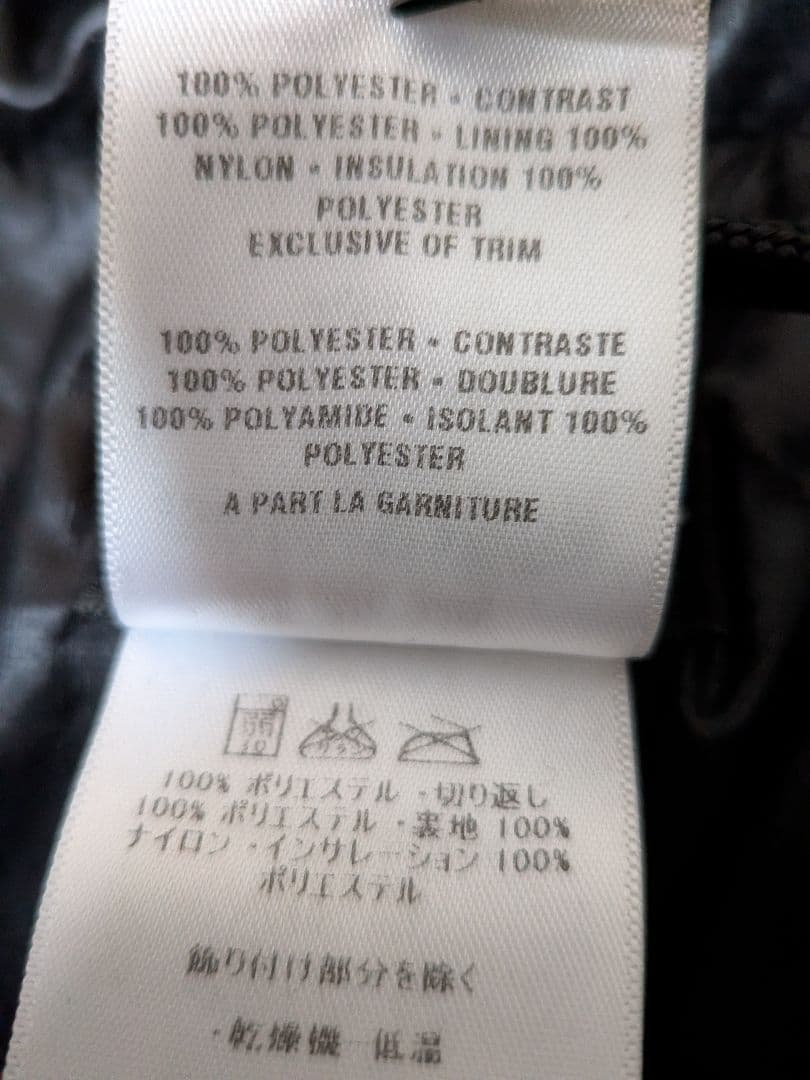 100% POLYESTER • CONTRAST
100% POLYESTER • LINING 100%
NYLON • INSULATION 100%
POLYESTER
EXCLUSIVE OF TRIM
100% POLYESTER • CONTRASTE
100% POLYESTER • DOUBLURE
100% POLYAMIDE • ISOLANT 100%
POLYESTER
A PART LA GARNITURE
100% ポリエステル ・切り返し
100% ポリエステル ・裏地 100%
ナイロン ・インサレーション 100%
ポリエステル
飾り付け部分を除く
・乾燥機 低温